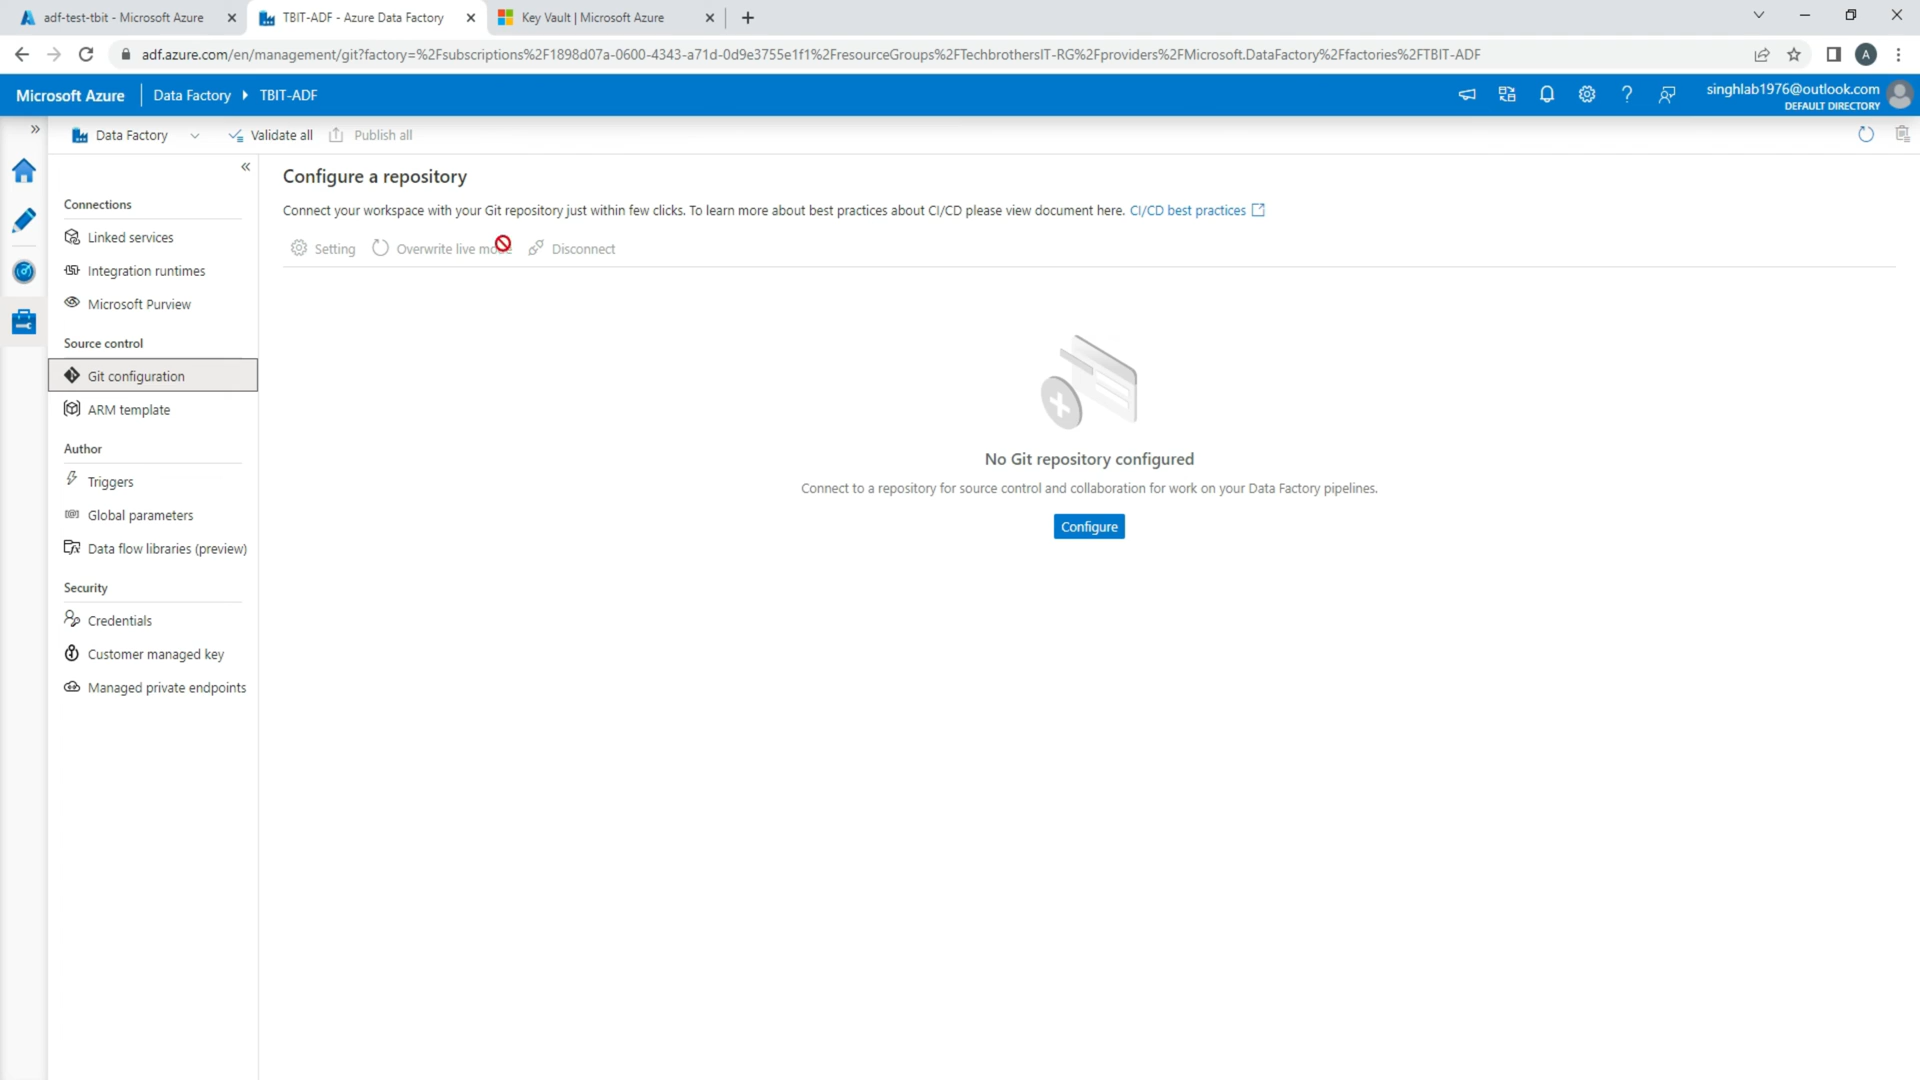 adf-test-tbit - Microsoft Azure
TBIT-ADF - Azure Data Factory
Key Vault | Microsoft Azure
adf.azure.com/en/management/git?factory=%2Fsubscriptions%2F1898d07a-0600-4343-a71d-0d9e3755e1f1%2FresourceGroups%2FTechbrothersIT-RG%2Fproviders%2FMicrosoft.DataFactory%2Ffactories%2FTBIT-ADF
A
Microsoft Azure
Data Factory
TBIT-ADF
singhlab1976@outlook.com
DEFAULT DIRECTORY
Data Factory
Validate all
Publish all
Connections
Linked services
Integration runtimes
Microsoft Purview
Source control
Git configuration
ARM template
Author
Triggers
Global parameters
Data flow libraries (preview)
Security
Credentials
Customer managed key
Managed private endpoints
Configure a repository
Connect your workspace with your Git repository just within few clicks. To learn more about best practices about CI/CD please view document here. CI/CD best practices
Setting
Overwrite live mode
Disconnect
No Git repository configured
Connect to a repository for source control and collaboration for work on your Data Factory pipelines.
Configure